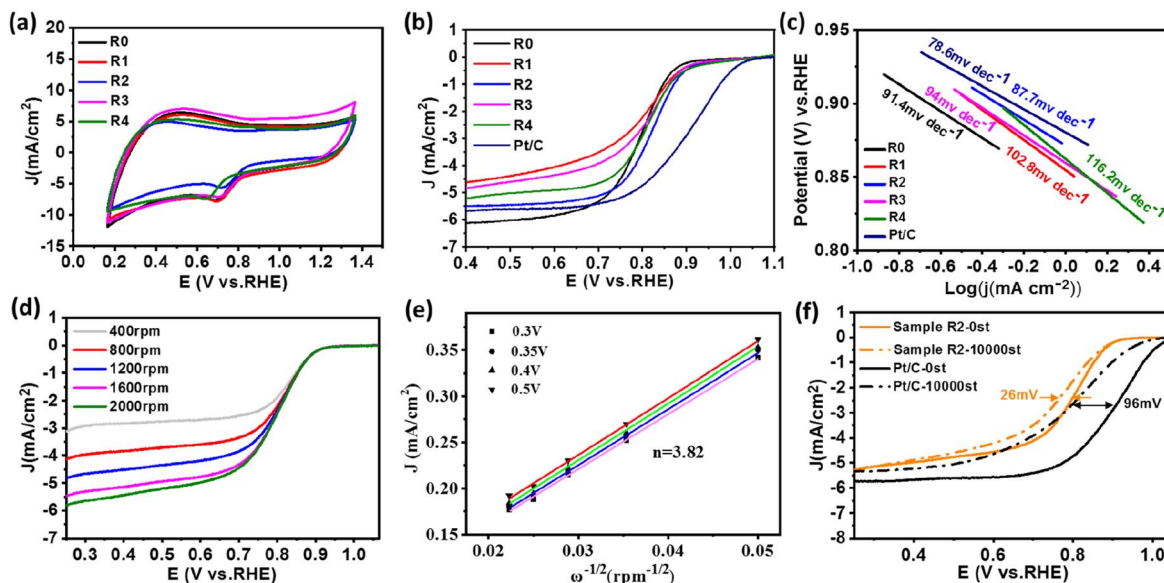 (a)
20
15
10
5
0
-5
-10
-15
J(mA/cm²)
R0
R1
R2
R3
R4
0.0 0.2 0.4 0.6 0.8 1.0 1.2 1.4
E (V vs.RHE)
(b)
1
0
-1
-2
-3
-4
-5
-6
-7
J (mA/cm²)
R0
R1
R2
R3
R4
Pt/C
0.4 0.5 0.6 0.7 0.8 0.9 1.0 1.1
E (V vs.RHE)
(c)
0.95
0.90
0.85
0.80
Potential (V) vs.RHE
78.6mv dec⁻¹
87.7mv dec⁻¹
91.4mv dec⁻¹
94mv dec⁻¹
102.8mv dec⁻¹
116.2mv dec⁻¹
R0
R1
R2
R3
R4
Pt/C
-1.0 -0.8 -0.6 -0.4 -0.2 0.0 0.2 0.4 0.6
Log(j(mA cm⁻²))
(d)
1
0
-1
-2
-3
-4
-5
-6
-7
J(mA/cm²)
400rpm
800rpm
1200rpm
1600rpm
2000rpm
0.3 0.4 0.5 0.6 0.7 0.8 0.9 1.0
E (V vs.RHE)
(e)
0.35
0.30
0.25
0.20
0.15
J (mA/cm²)
0.3V
0.35V
0.4V
0.5V
n=3.82
0.02 0.03 0.04 0.05
ω⁻¹/²(rpm⁻¹/²)
(f)
1
0
-1
-2
-3
-4
-5
-6
-7
-8
J(mA/cm²)
Sample R2-0st
Sample R2-10000st
Pt/C-0st
Pt/C-10000st
26mV
96mV
0.4 0.6 0.8 1.0
E (V vs.RHE)